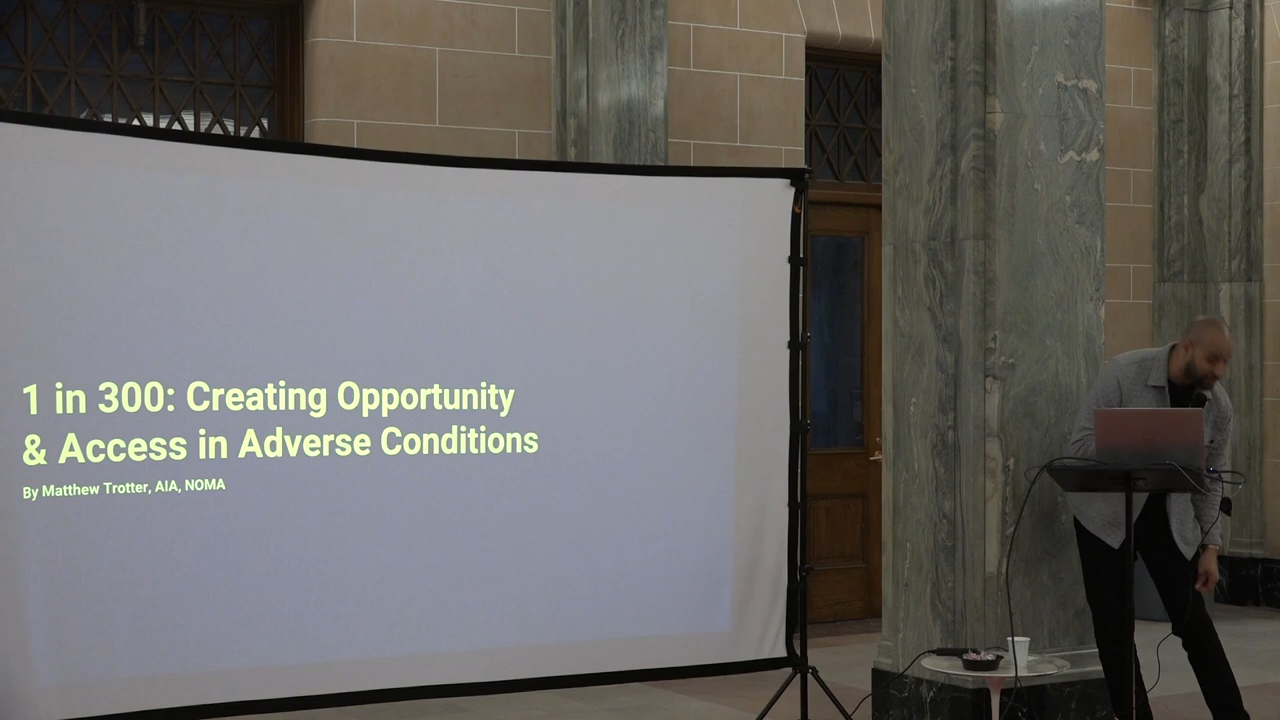 1 in 300: Creating Opportunity
& Access in Adverse Conditions
By Matthew Trotter, AIA, NOMA